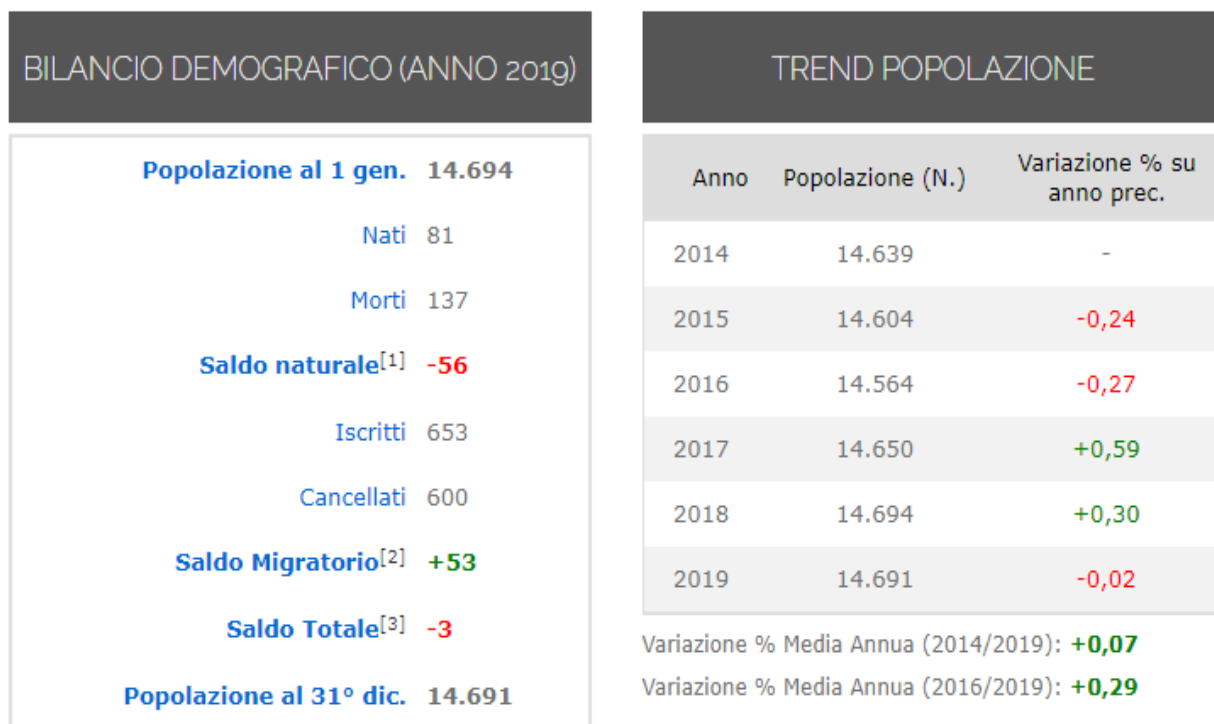 BILANCIO DEMOGRAFICO (ANNO 2019)
Popolazione al 1 gen. 14.694
Nati 81
Morti 137
Saldo naturale[1] -56
Iscritti 653
Cancellati 600
Saldo Migratorio[2] +53
Saldo Totale[3] -3
Popolazione al 31° dic. 14.691
TREND POPOLAZIONE
Anno Popolazione (N.) Variazione % su
anno prec.
2014 14.639 -
2015 14.604 -0,24
2016 14.564 -0,27
2017 14.650 +0,59
2018 14.694 +0,30
2019 14.691 -0,02
Variazione % Media Annua (2014/2019): +0,07
Variazione % Media Annua (2016/2019): +0,29